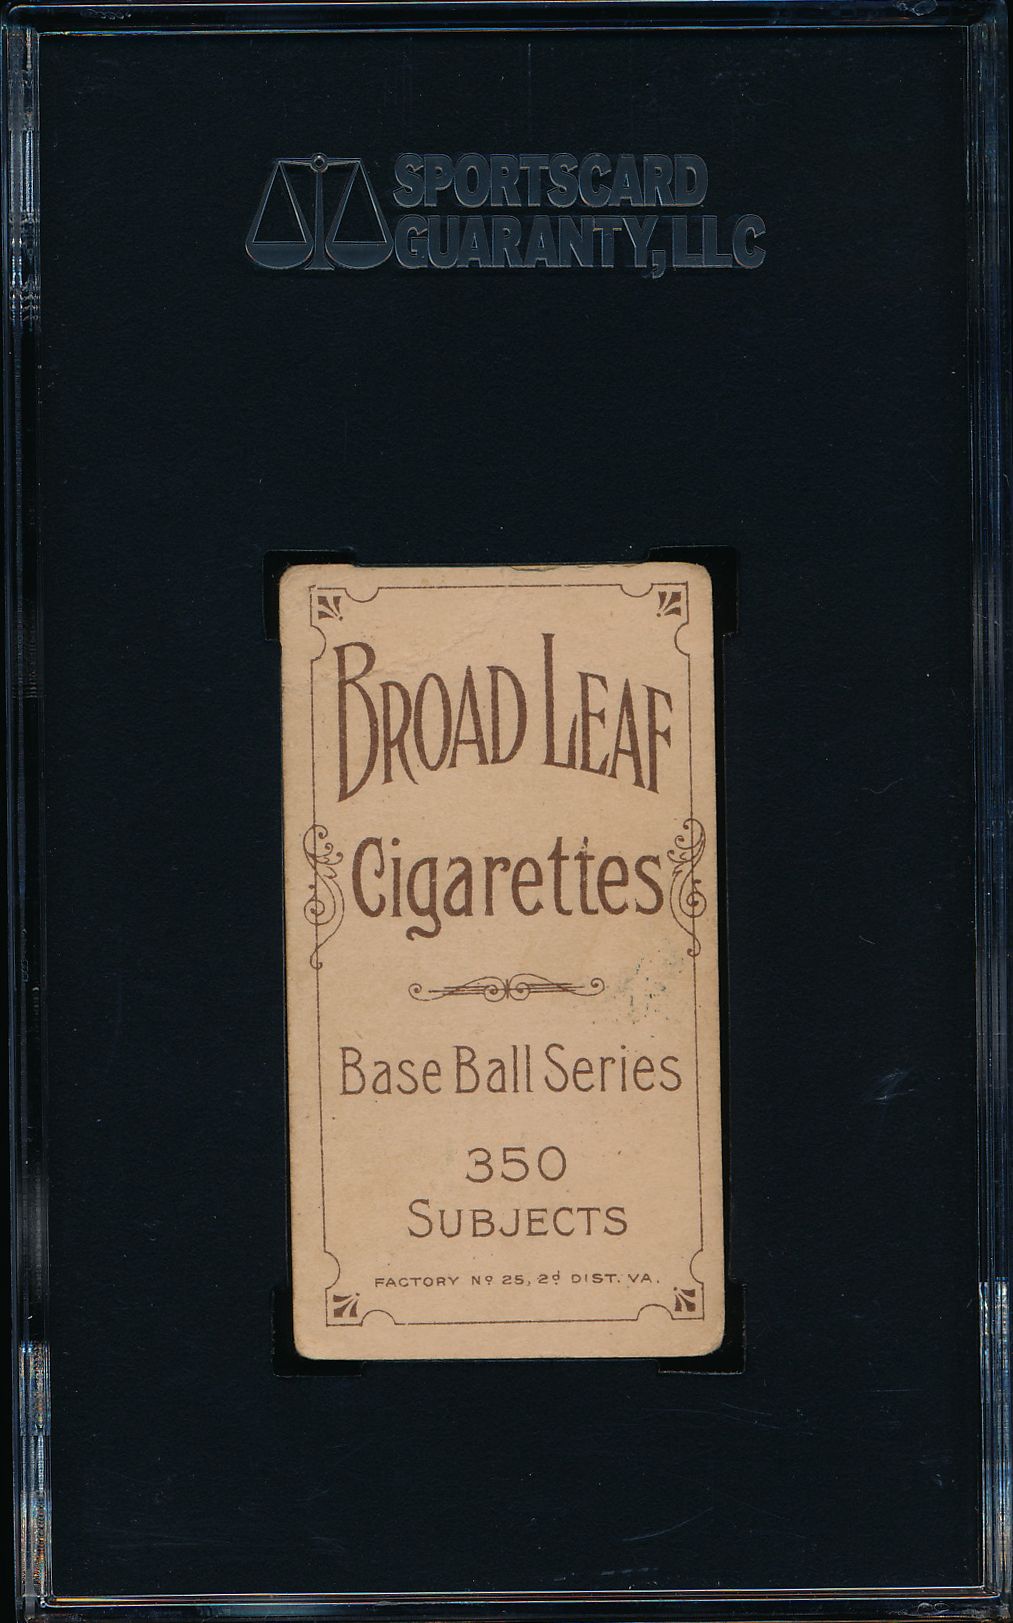 SPORTSCARD
GUARANTY, LLC
BROAD LEAF
Cigarettes
Base Ball Series
350
SUBJECTS
FACTORY Nº 25, 2d DIST. VA.